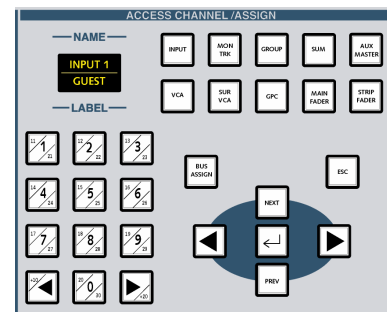 ACCESS CHANNEL /ASSIGN
NAME
INPUT 1
GUEST
LABEL
INPUT
MON
TRK
GROUP
SUM
AUX
MASTER
VCA
SUR
VCA
GPC
MAIN
FADER
STRIP
FADER
11 1 21
12 2 22
13 3 23
14 4 24
15 5 25
16 6 26
17 7 27
18 8 28
19 9 29
+10
20 0 30
+20
BUS
ASSIGN
ESC
NEXT
PREV